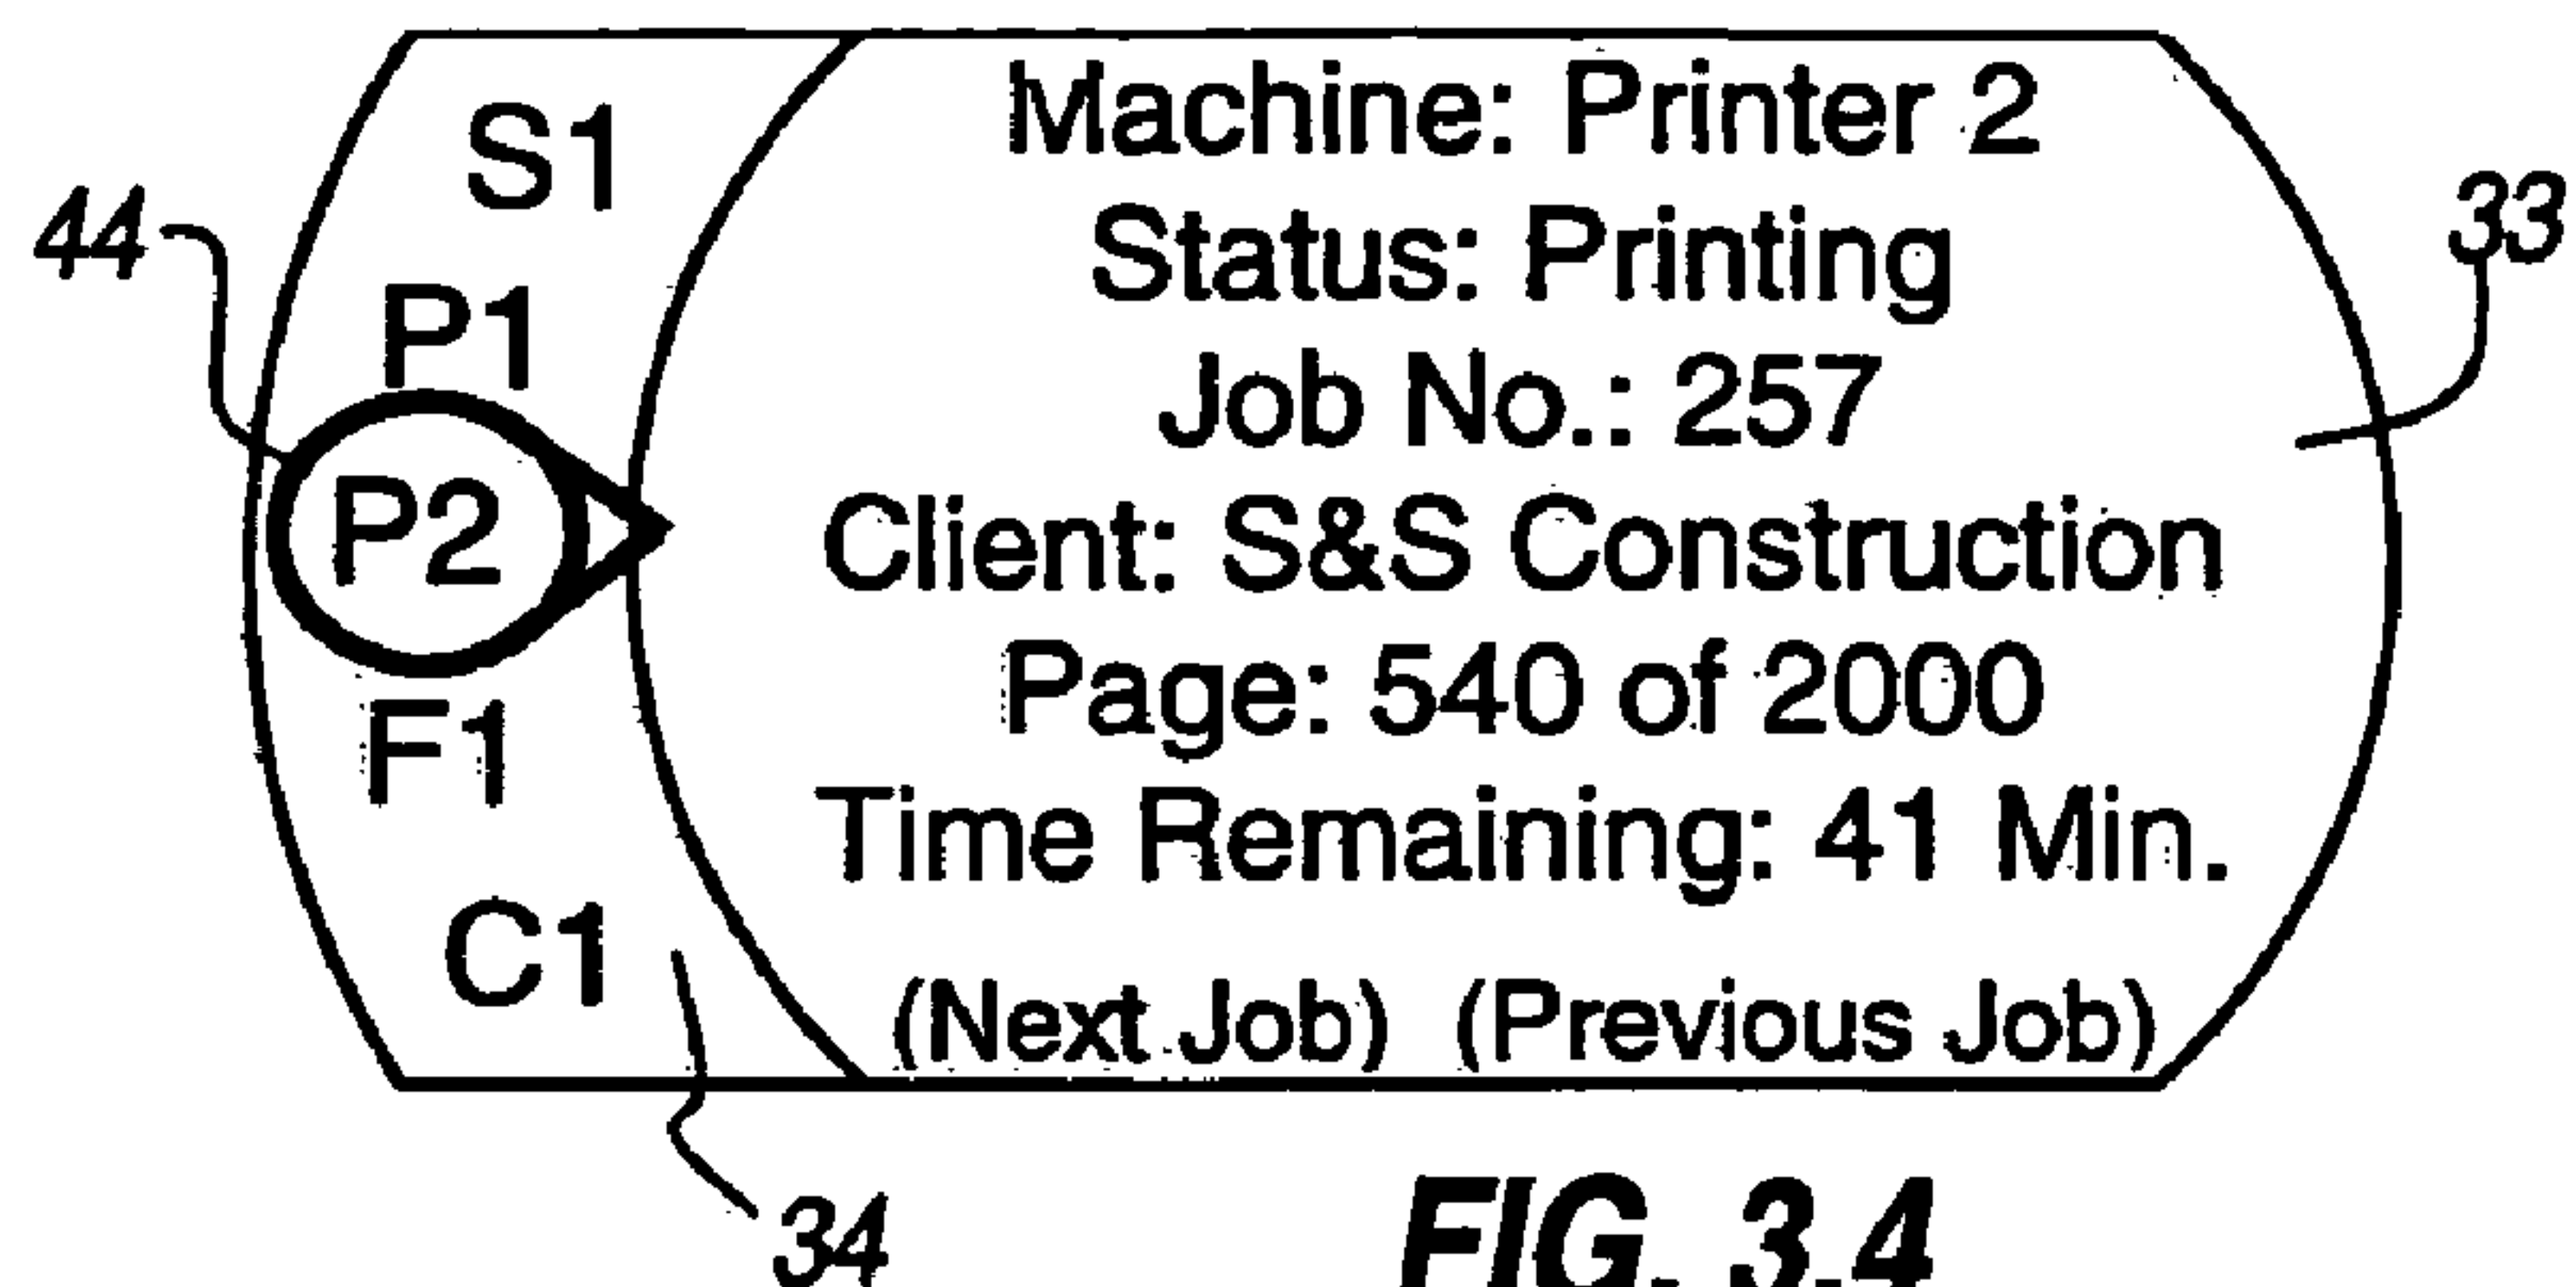 S1
P1
P2
F1
C1
44
Machine: Printer 2
Status: Printing
Job No.: 257
Client: S&S Construction
Page: 540 of 2000
Time Remaining: 41 Min.
(Next Job) (Previous Job)
33
34
FIG. 3.4